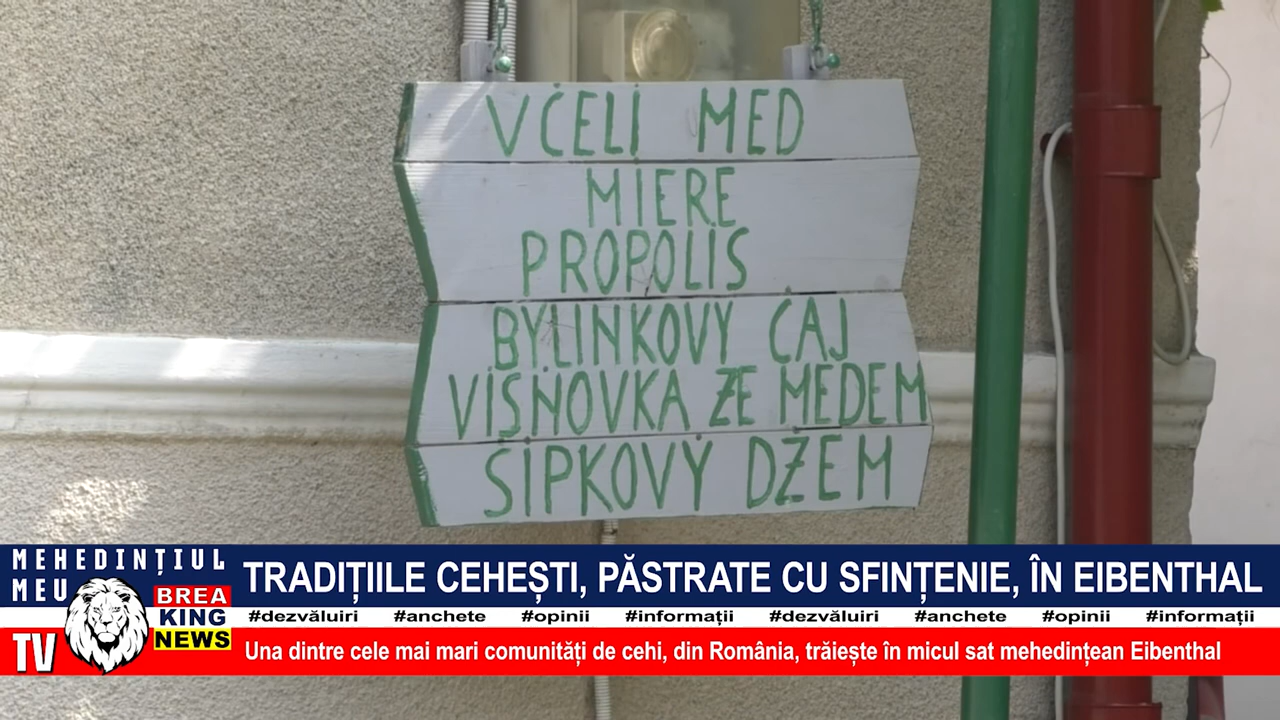 VČELÍ MED
MIERE
PROPOLIS
BYLINKOVY CAJ
VIŠNOVKA ZE MEDEM
SIPKOVY DŽEM
MEHEDINȚIUL
MEU
TV
BREA
KING
NEWS
TRADIȚIILE CEHEȘTI, PĂSTRATE CU SFINȚENIE, ÎN EIBENTHAL
#dezvăluiri #anchete #opinii #informații #dezvăluiri #anchete #opinii #informații
Una dintre cele mai mari comunități de cehi, din România, trăiește în micul sat mehedințean Eibenthal